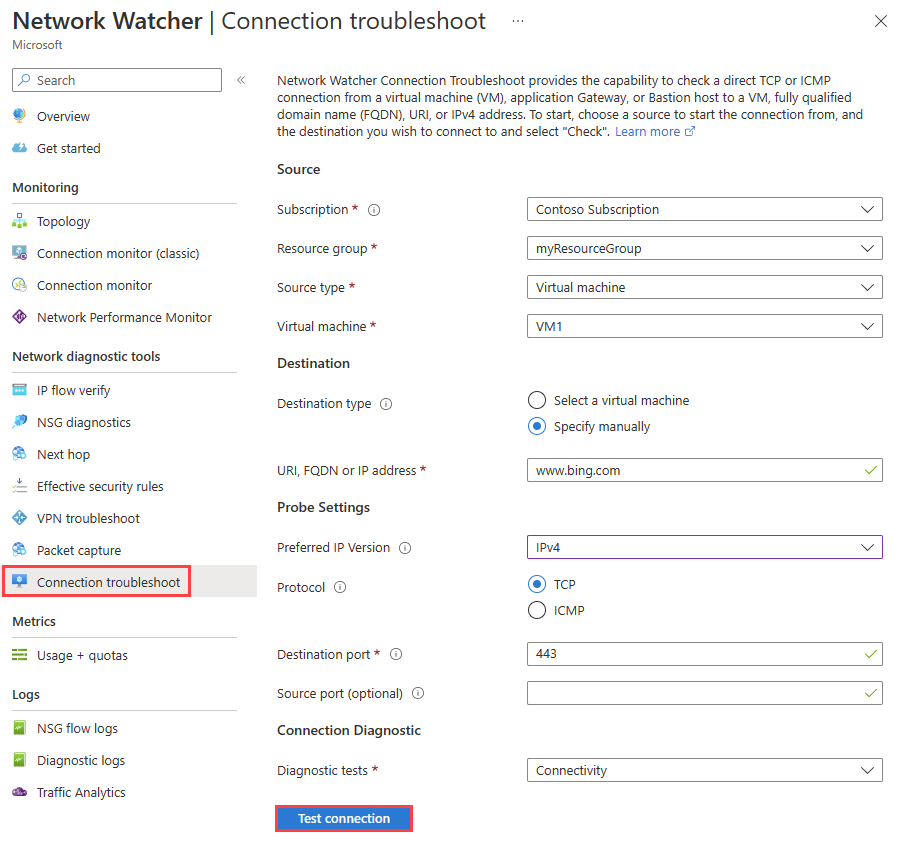 Network Watcher | Connection troubleshoot ...
Microsoft
Search
Overview
Get started
Monitoring
Topology
Connection monitor (classic)
Connection monitor
Network Performance Monitor
Network diagnostic tools
IP flow verify
NSG diagnostics
Next hop
Effective security rules
VPN troubleshoot
Packet capture
Connection troubleshoot
Metrics
Usage + quotas
Logs
NSG flow logs
Diagnostic logs
Traffic Analytics
Network Watcher Connection Troubleshoot provides the capability to check a direct TCP or ICMP
connection from a virtual machine (VM), application Gateway, or Bastion host to a VM, fully qualified
domain name (FQDN), URI, or IPv4 address. To start, choose a source to start the connection from, and
the destination you wish to connect to and select "Check". Learn more
Source
Subscription * Contoso Subscription
Resource group * myResourceGroup
Source type * Virtual machine
Virtual machine * VM1
Destination
Destination type Select a virtual machine
Specify manually
URI, FQDN or IP address * www.bing.com
Probe Settings
Preferred IP Version IPv4
Protocol TCP
ICMP
Destination port * 443
Source port (optional)
Connection Diagnostic
Diagnostic tests * Connectivity
Test connection